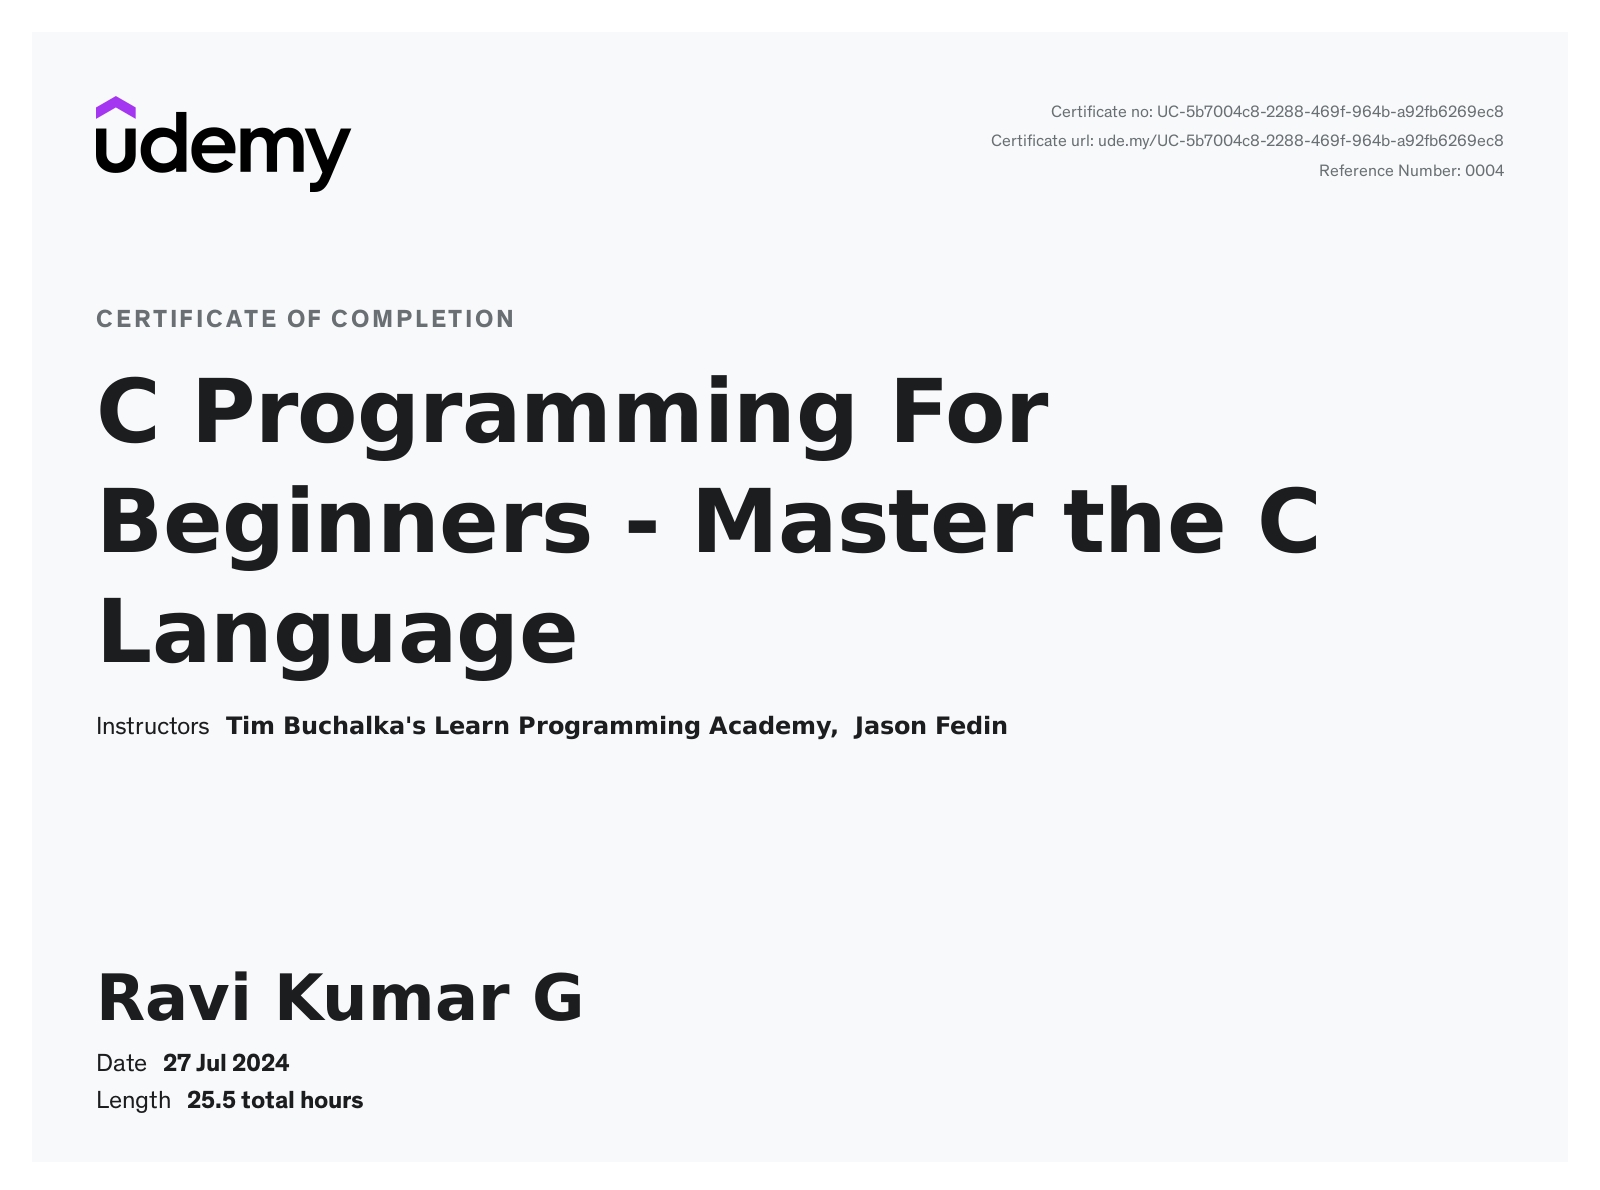 udemy
Certificate no: UC-5b7004c8-2288-469f-964b-a92fb6269ec8
Certificate url: ude.my/UC-5b7004c8-2288-469f-964b-a92fb6269ec8
Reference Number: 0004
CERTIFICATE OF COMPLETION
C Programming For
Beginners - Master the C
Language
Instructors Tim Buchalka's Learn Programming Academy, Jason Fedin
Ravi Kumar G
Date 27 Jul 2024
Length 25.5 total hours